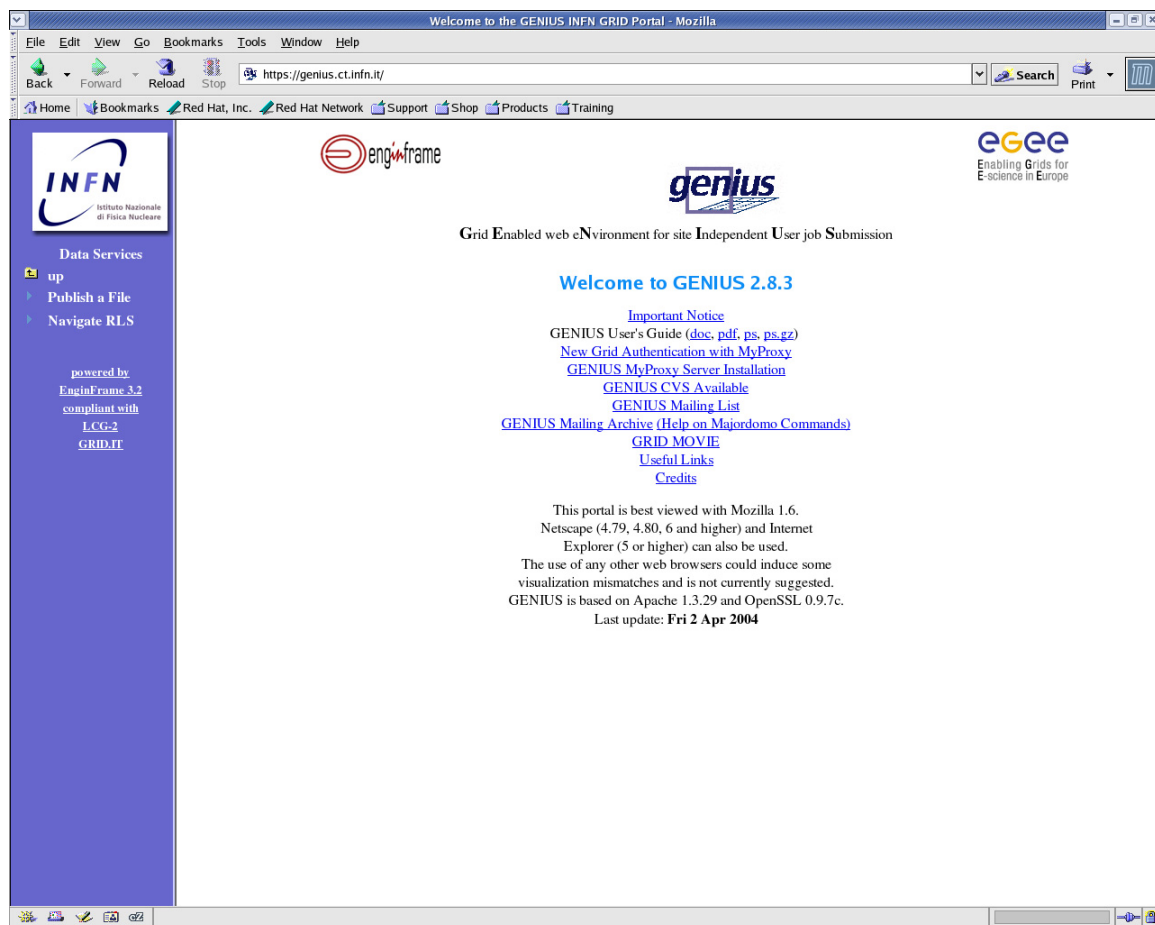 Welcome to the GENIUS INFN GRID Portal - Mozilla
File Edit View Go Bookmarks Tools Window Help
Back Forward Reload Stop https://genius.ct.infn.it/ Search Print
Home Bookmarks Red Hat, Inc. Red Hat Network Support Shop Products Training
INFN
Istituto Nazionale
di Fisica Nucleare
Data Services
up
Publish a File
Navigate RLS
powered by
EnginFrame 3.2
compliant with
LCG-2
GRID.IT
enginframe
genius
egee
Enabling Grids for
E-science in Europe
Grid Enabled web eNvironment for site Independent User job Submission
Welcome to GENIUS 2.8.3
Important Notice
GENIUS User's Guide (doc, pdf, ps, ps.gz)
New Grid Authentication with MyProxy
GENIUS MyProxy Server Installation
GENIUS CVS Available
GENIUS Mailing List
GENIUS Mailing Archive (Help on Majordomo Commands)
GRID MOVIE
Useful Links
Credits
This portal is best viewed with Mozilla 1.6.
Netscape (4.79, 4.80, 6 and higher) and Internet
Explorer (5 or higher) can also be used.
The use of any other web browsers could induce some
visualization mismatches and is not currently suggested.
GENIUS is based on Apache 1.3.29 and OpenSSL 0.9.7c.
Last update: Fri 2 Apr 2004